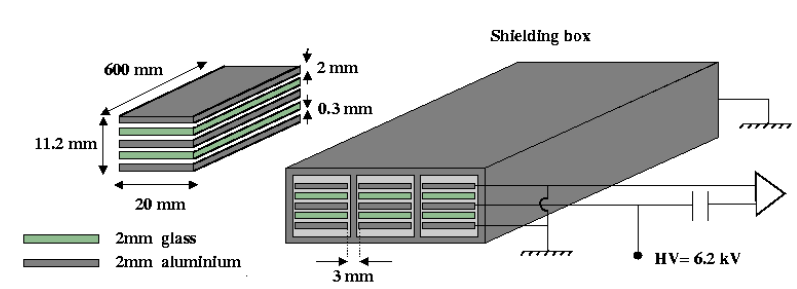 Shielding box
600 mm
2 mm
0.3 mm
11.2 mm
20 mm
2mm glass
2mm aluminium
3 mm
HV= 6.2 kV